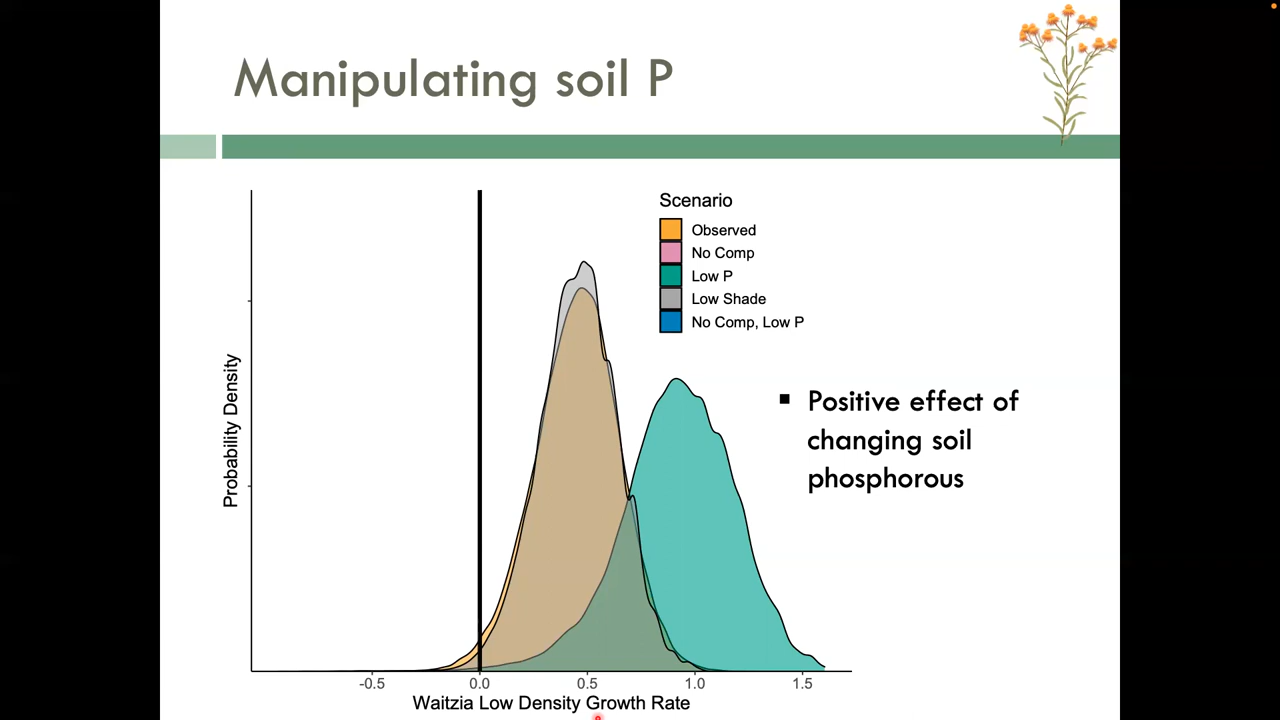 Manipulating soil P
Scenario
Observed
No Comp
Low P
Low Shade
No Comp, Low P
Probability Density
Positive effect of
changing soil
phosphorous
-0.5
0.0
0.5
1.0
1.5
Waitzia Low Density Growth Rate